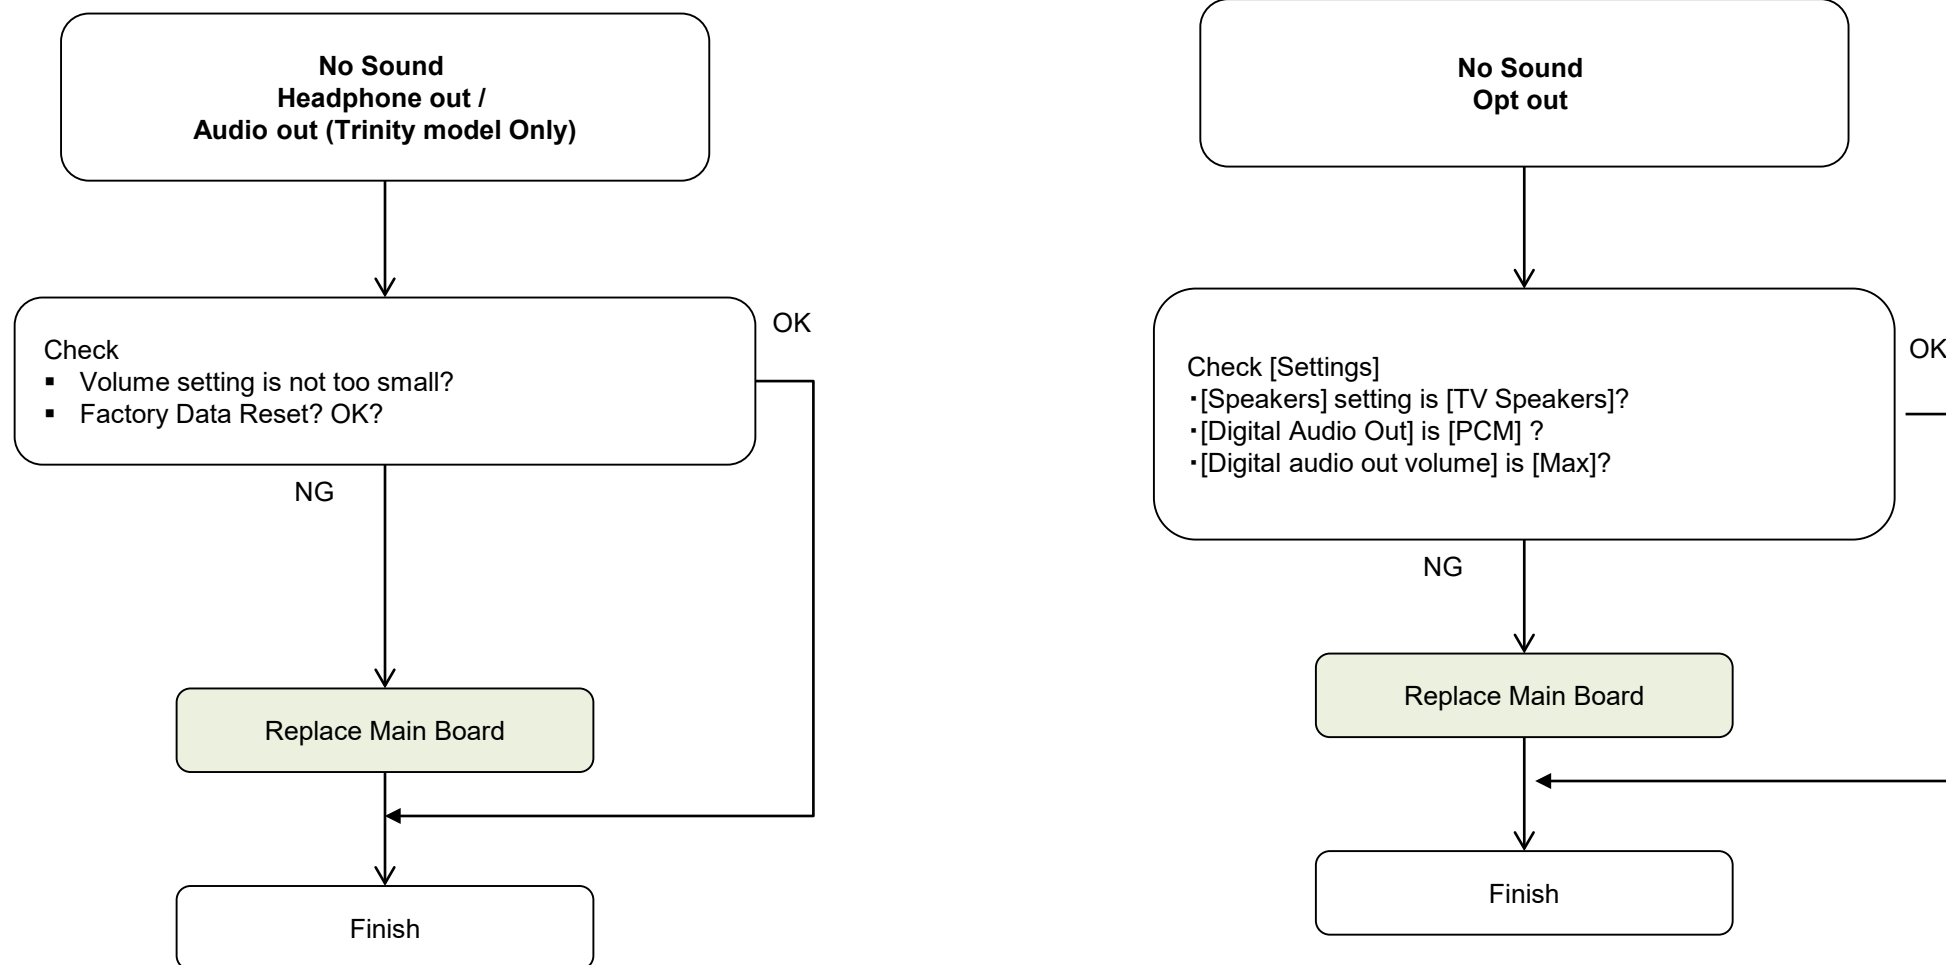 No Sound
Headphone out /
Audio out (Trinity model Only)
Check
▪ Volume setting is not too small?
▪ Factory Data Reset? OK?
OK
NG
Replace Main Board
Finish
No Sound
Opt out
Check [Settings]
・[Speakers] setting is [TV Speakers]?
・[Digital Audio Out] is [PCM] ?
・[Digital audio out volume] is [Max]?
OK
NG
Replace Main Board
Finish